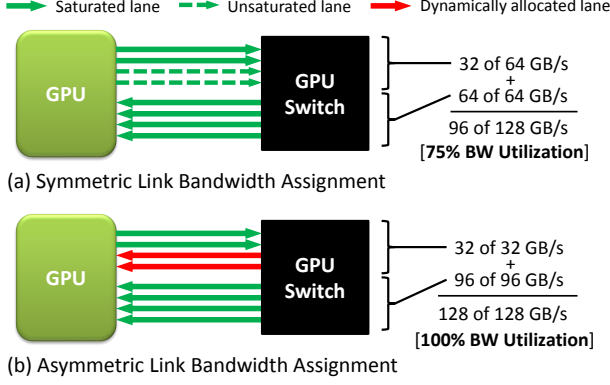 Saturated lane Unsaturated lane Dynamically allocated lane
GPU
GPU
Switch
32 of 64 GB/s
+
64 of 64 GB/s
96 of 128 GB/s
[75% BW Utilization]
(a) Symmetric Link Bandwidth Assignment
GPU
GPU
Switch
32 of 32 GB/s
+
96 of 96 GB/s
128 of 128 GB/s
[100% BW Utilization]
(b) Asymmetric Link Bandwidth Assignment